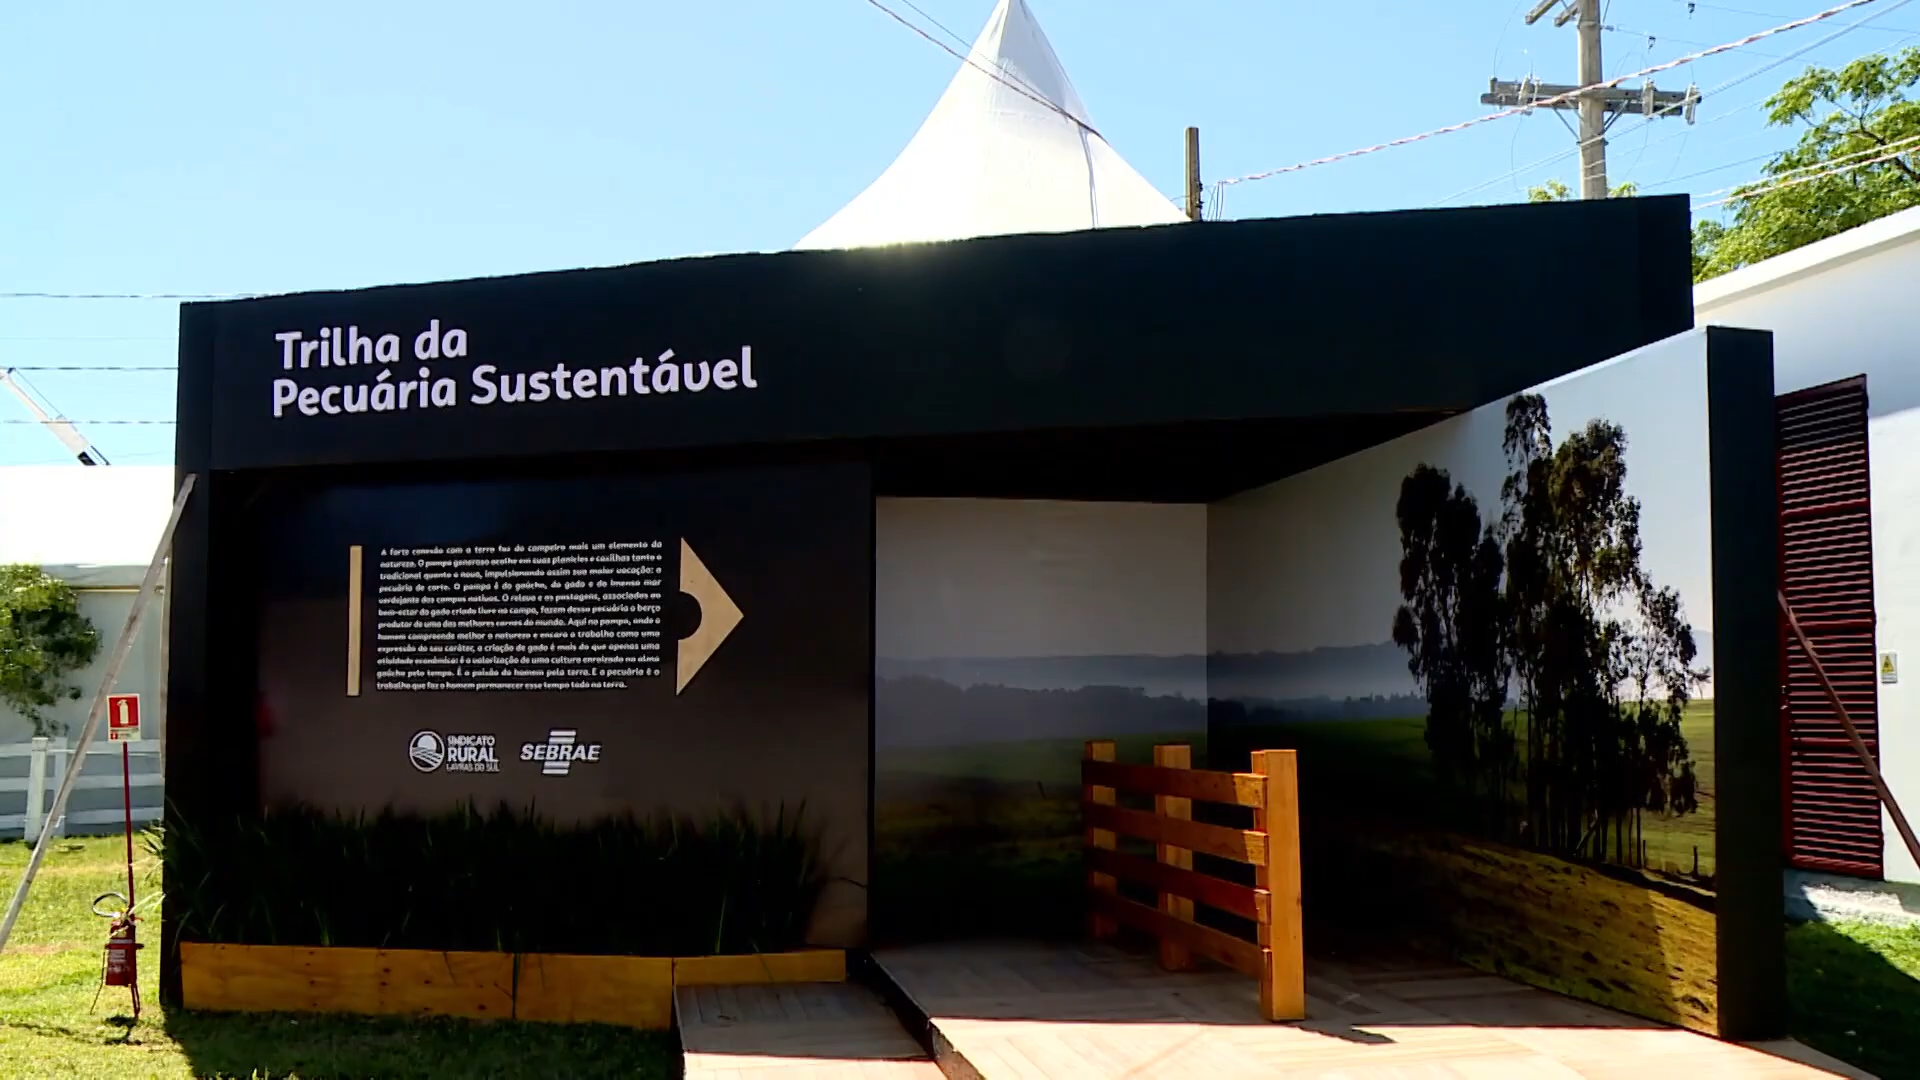 Trilha da
Pecuária Sustentável
A forte conexão com a terra faz do campeiro mais um elemento da
natureza. O pampa generoso acolhe em suas planícies e coxilhas tanto o
tradicional quanto o novo, impulsionando assim sua maior vocação: a
pecuária de corte. O pampa é do gaúcho, do gado e do imenso mar
verdejante dos campos nativos. O relevo e as pastagens, associados ao
bem-estar do gado criado livre no campo, fazem dessa pecuária o berço
produtor de uma das melhores carnes do mundo. Aqui no pampa, onde o
homem compreende melhor a natureza e encara o trabalho como uma
expressão do seu caráter, a criação de gado é mais do que apenas uma
atividade econômica: é a valorização de uma cultura enraizada na alma
gaúcha pelo tempo. É a paixão do homem pela terra. E a pecuária é o
trabalho que faz o homem permanecer esse tempo todo na terra.
SINDICATO
RURAL
LAVRAS DO SUL
SEBRAE